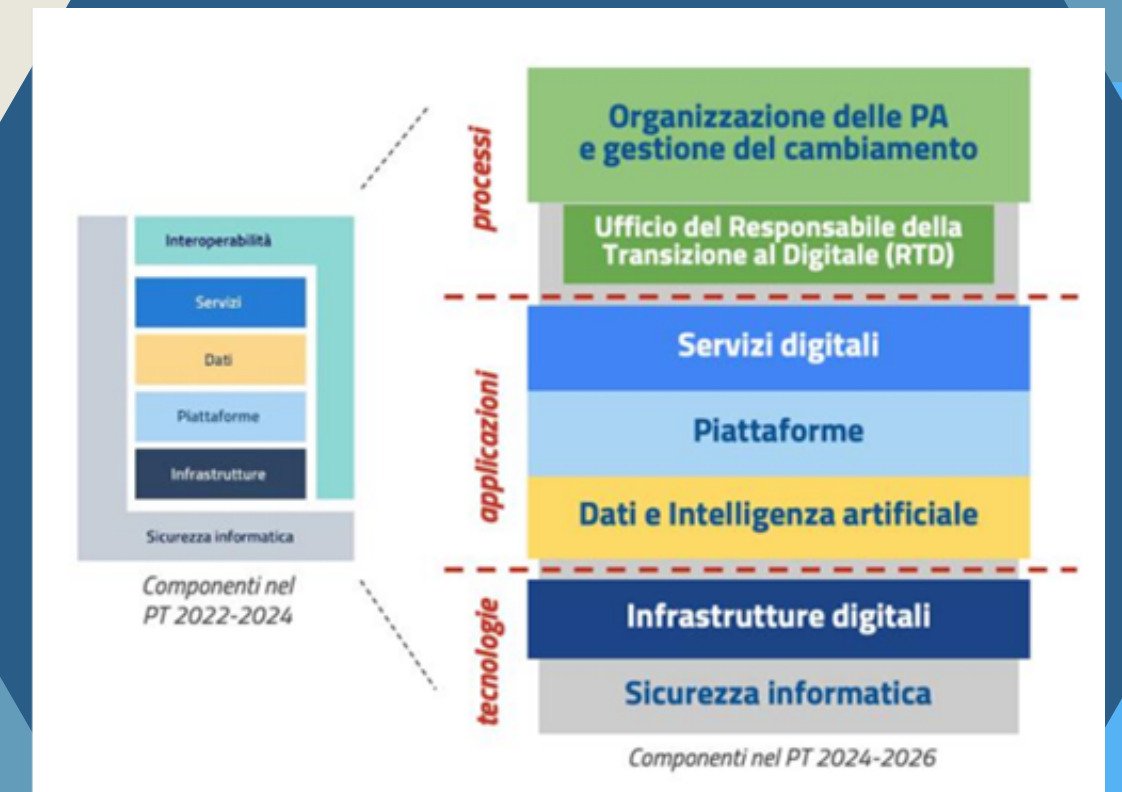 Interoperabilità
Servizi
Dati
Piattaforme
Infrastrutture
Sicurezza informatica
Componenti nel
PT 2022-2024
processi
Organizzazione delle PA
e gestione del cambiamento
Ufficio del Responsabile della
Transizione al Digitale (RTD)
applicazioni
Servizi digitali
Piattaforme
Dati e Intelligenza artificiale
tecnologie
Infrastrutture digitali
Sicurezza informatica
Componenti nel PT 2024-2026